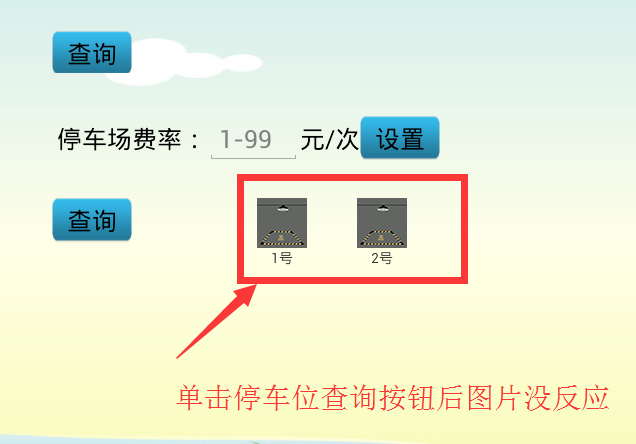 查询
停车场费率： 1-99 元/次 设置
查询
1号 2号
单击停车位查询按钮后图片没反应